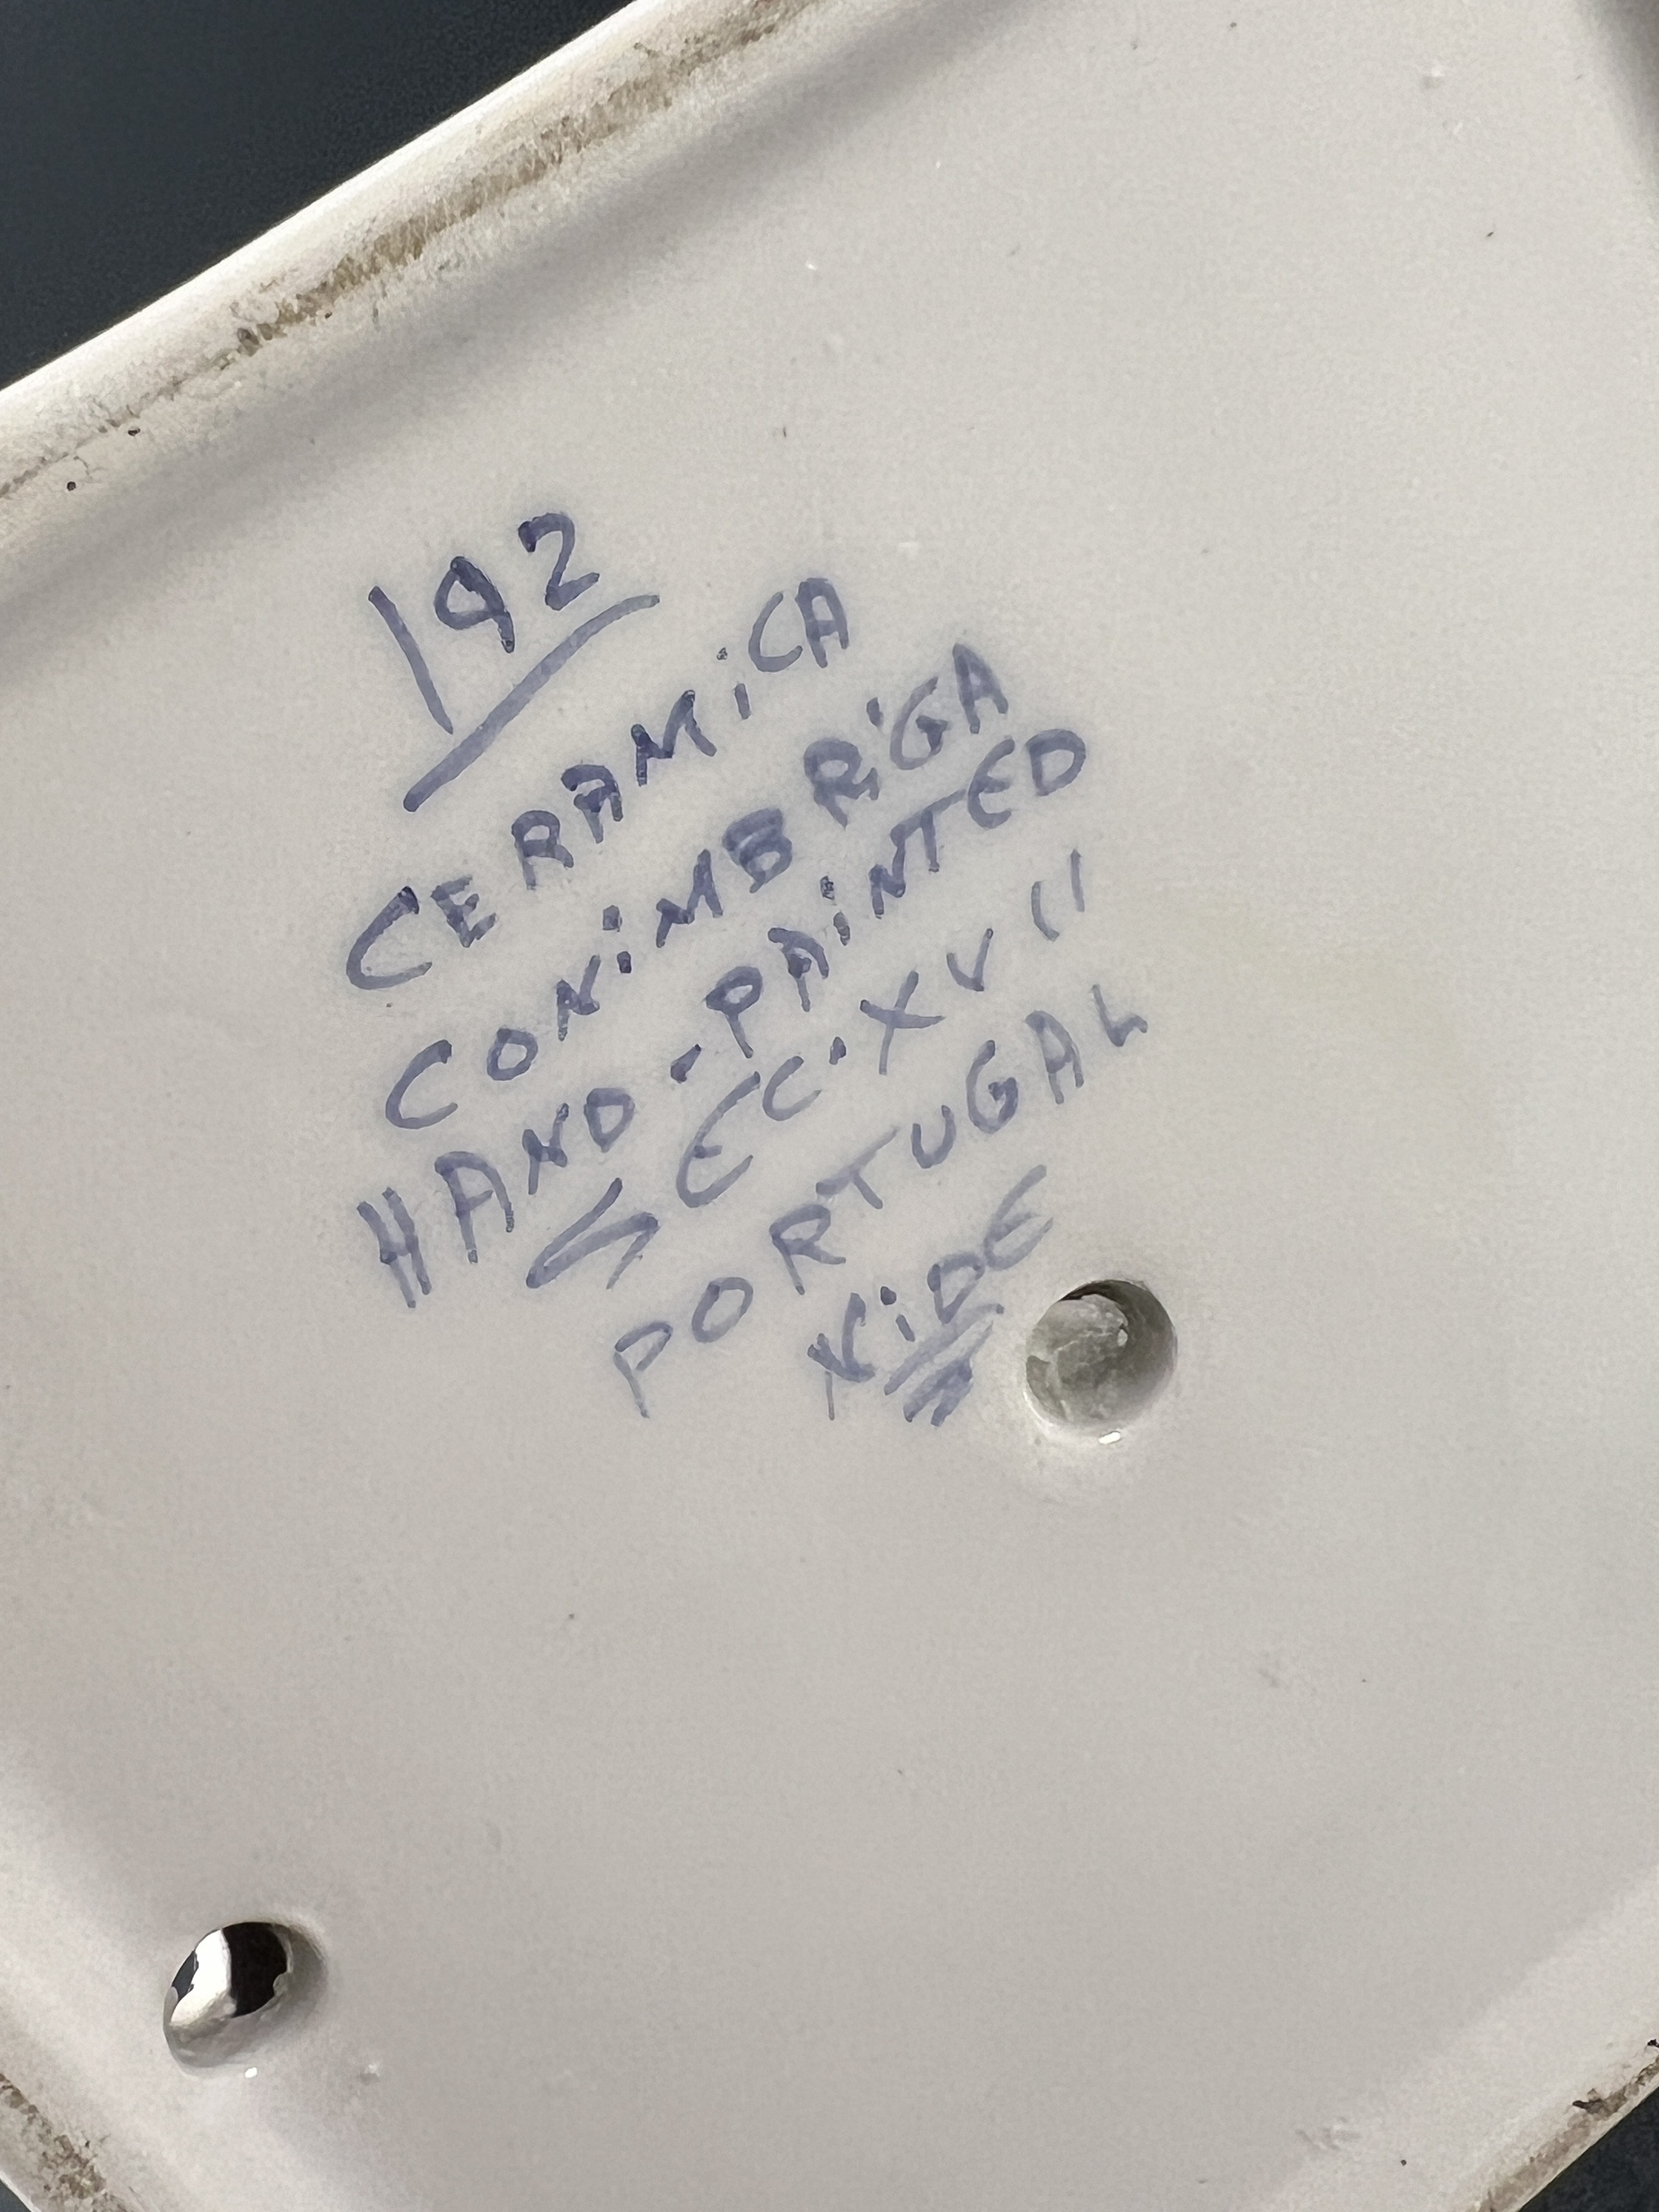 192
CERAMiCA
CONiMBRiGA
HAND-PAiNTED
SEC. XVII
PORTUGAL